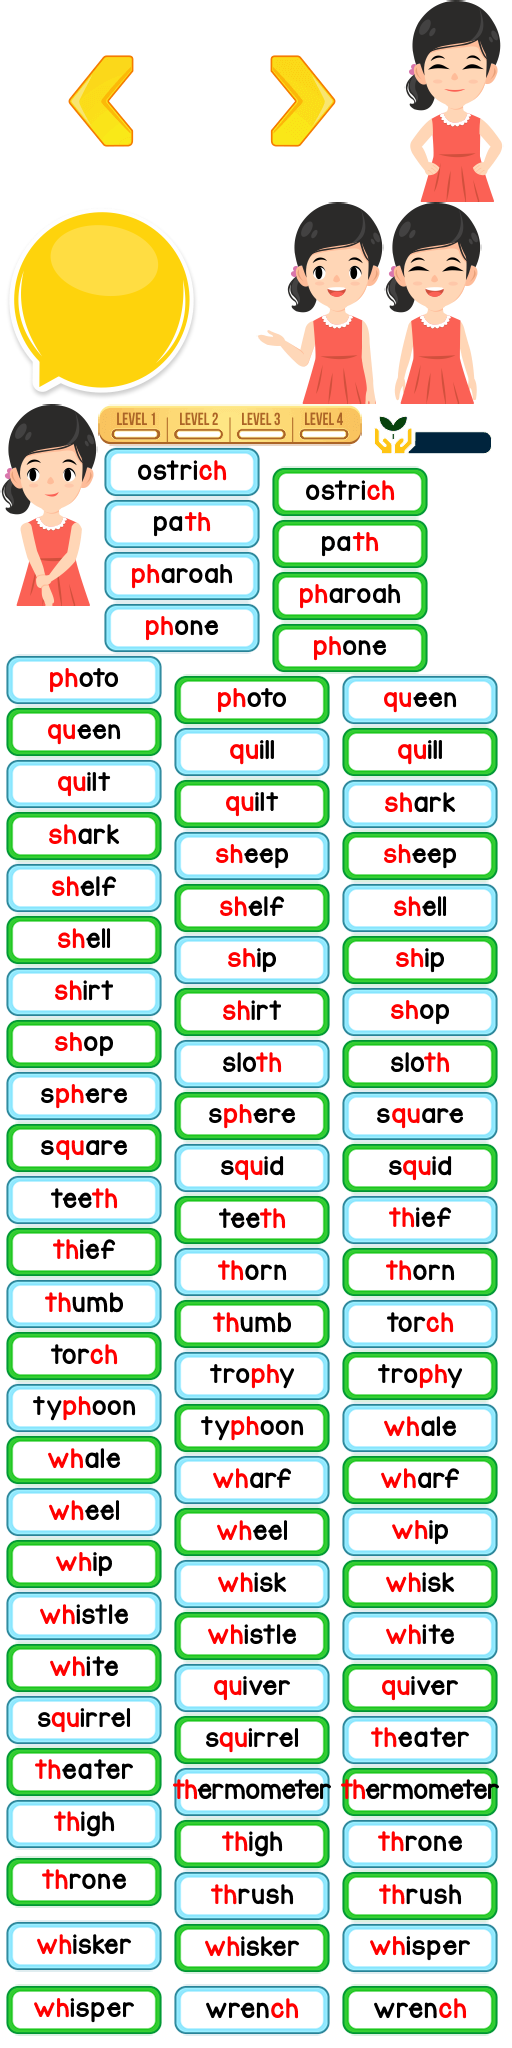 LEVEL 1 LEVEL 2 LEVEL 3 LEVEL 4
ostrich
ostrich
path
path
pharoah
pharoah
phone
phone
photo
photo queen
queen
quill quill
quilt
quilt shark
shark
sheep sheep
shelf
shelf shell
shell
ship ship
shirt
shirt shop
shop
sloth sloth
sphere
sphere square
square
squid squid
teeth
teeth thief
thief
thorn thorn
thumb
thumb torch
torch
trophy trophy
typhoon
typhoon whale
whale
wharf wharf
wheel
wheel whip
whip
whisk whisk
whistle
whistle white
white
quiver quiver
squirrel
squirrel theater
theater
thermometer thermometer
thigh
thigh throne
throne
thrush thrush
whisker
whisker whisper
whisper wrench wrench